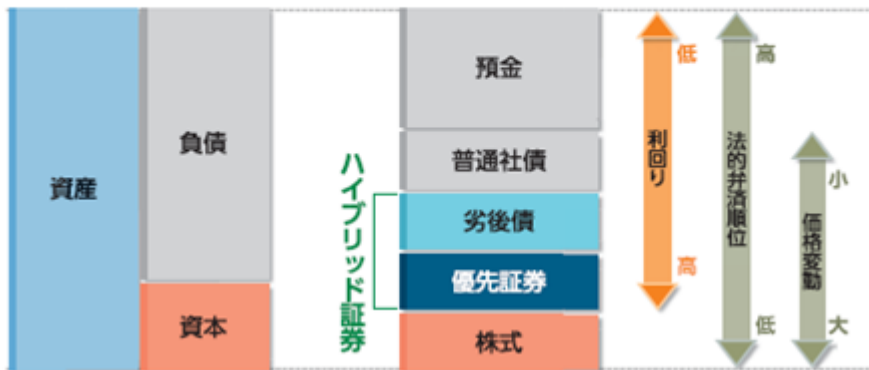 資産
負債
資本
ハイブリッド証券
預金
普通社債
劣後債
優先証券
株式
低
利回り
高
高
法的弁済順位
低
小
価格変動
大